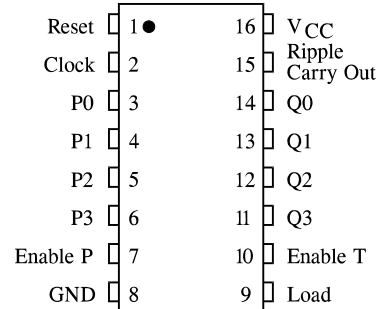 Reset 1 16 VCC
Clock 2 15 Ripple
Carry Out
P0 3 14 Q0
P1 4 13 Q1
P2 5 12 Q2
P3 6 11 Q3
Enable P 7 10 Enable T
GND 8 9 Load